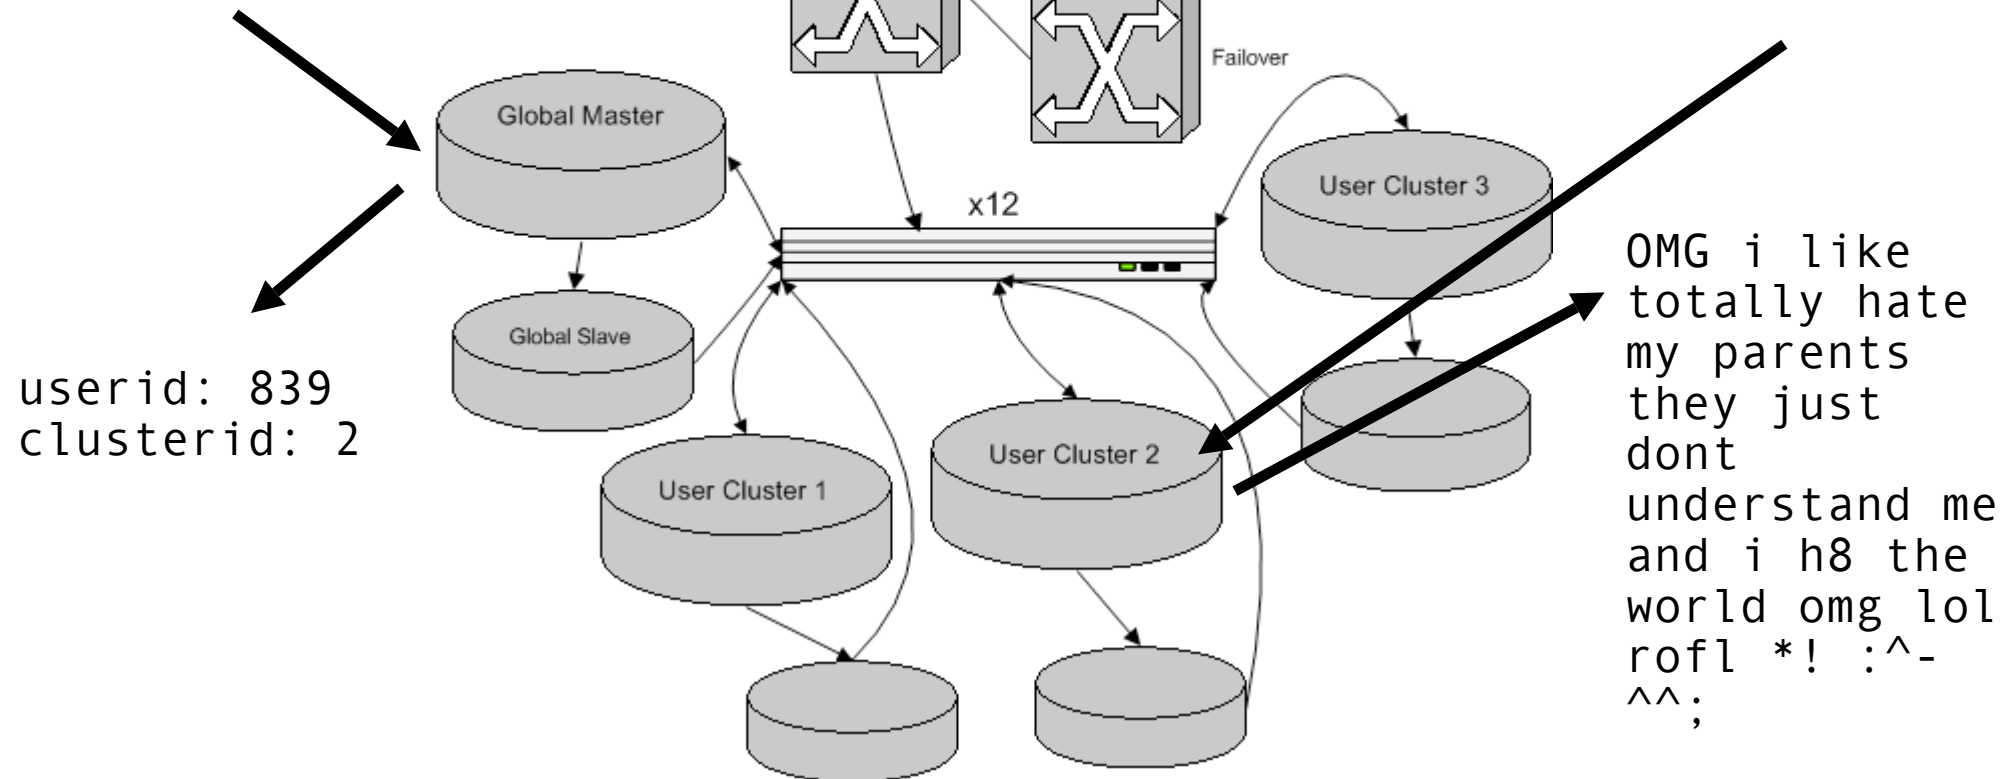 Failover
Global Master
User Cluster 3
x12
OMG i like
totally hate
my parents
they just
dont
understand me
and i h8 the
world omg lol
rofl *! :^-
^^;
Global Slave
userid: 839
clusterid: 2
User Cluster 2
User Cluster 1